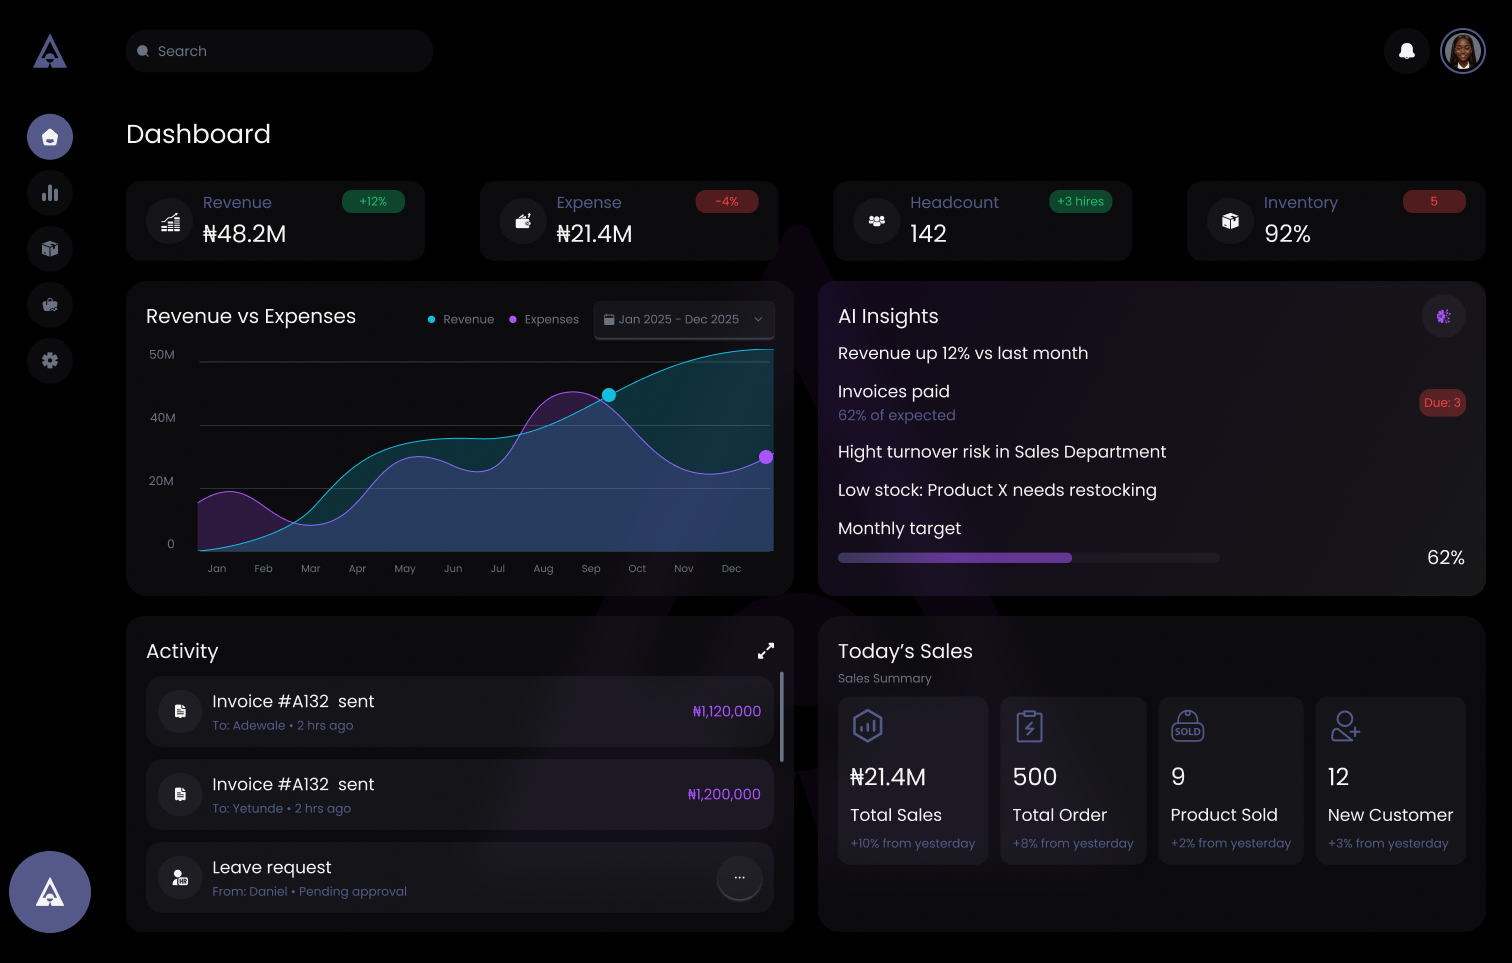 Search
Dashboard
Revenue
+12%
₦48.2M
Expense
-4%
₦21.4M
Headcount
+3 hires
142
Inventory
5
92%
Revenue vs Expenses
Revenue
Expenses
Jan 2025 - Dec 2025
50M
40M
20M
0
Jan Feb Mar Apr May Jun Jul Aug Sep Oct Nov Dec
AI Insights
Revenue up 12% vs last month
Invoices paid
62% of expected
Due: 3
Hight turnover risk in Sales Department
Low stock: Product X needs restocking
Monthly target
62%
Activity
Invoice #A132 sent
To: Adewale • 2 hrs ago
₦1,120,000
Invoice #A132 sent
To: Yetunde • 2 hrs ago
₦1,200,000
HR
Leave request
From: Daniel • Pending approval
...
Today’s Sales
Sales Summary
₦21.4M
Total Sales
+10% from yesterday
500
Total Order
+8% from yesterday
SOLD
9
Product Sold
+2% from yesterday
12
New Customer
+3% from yesterday